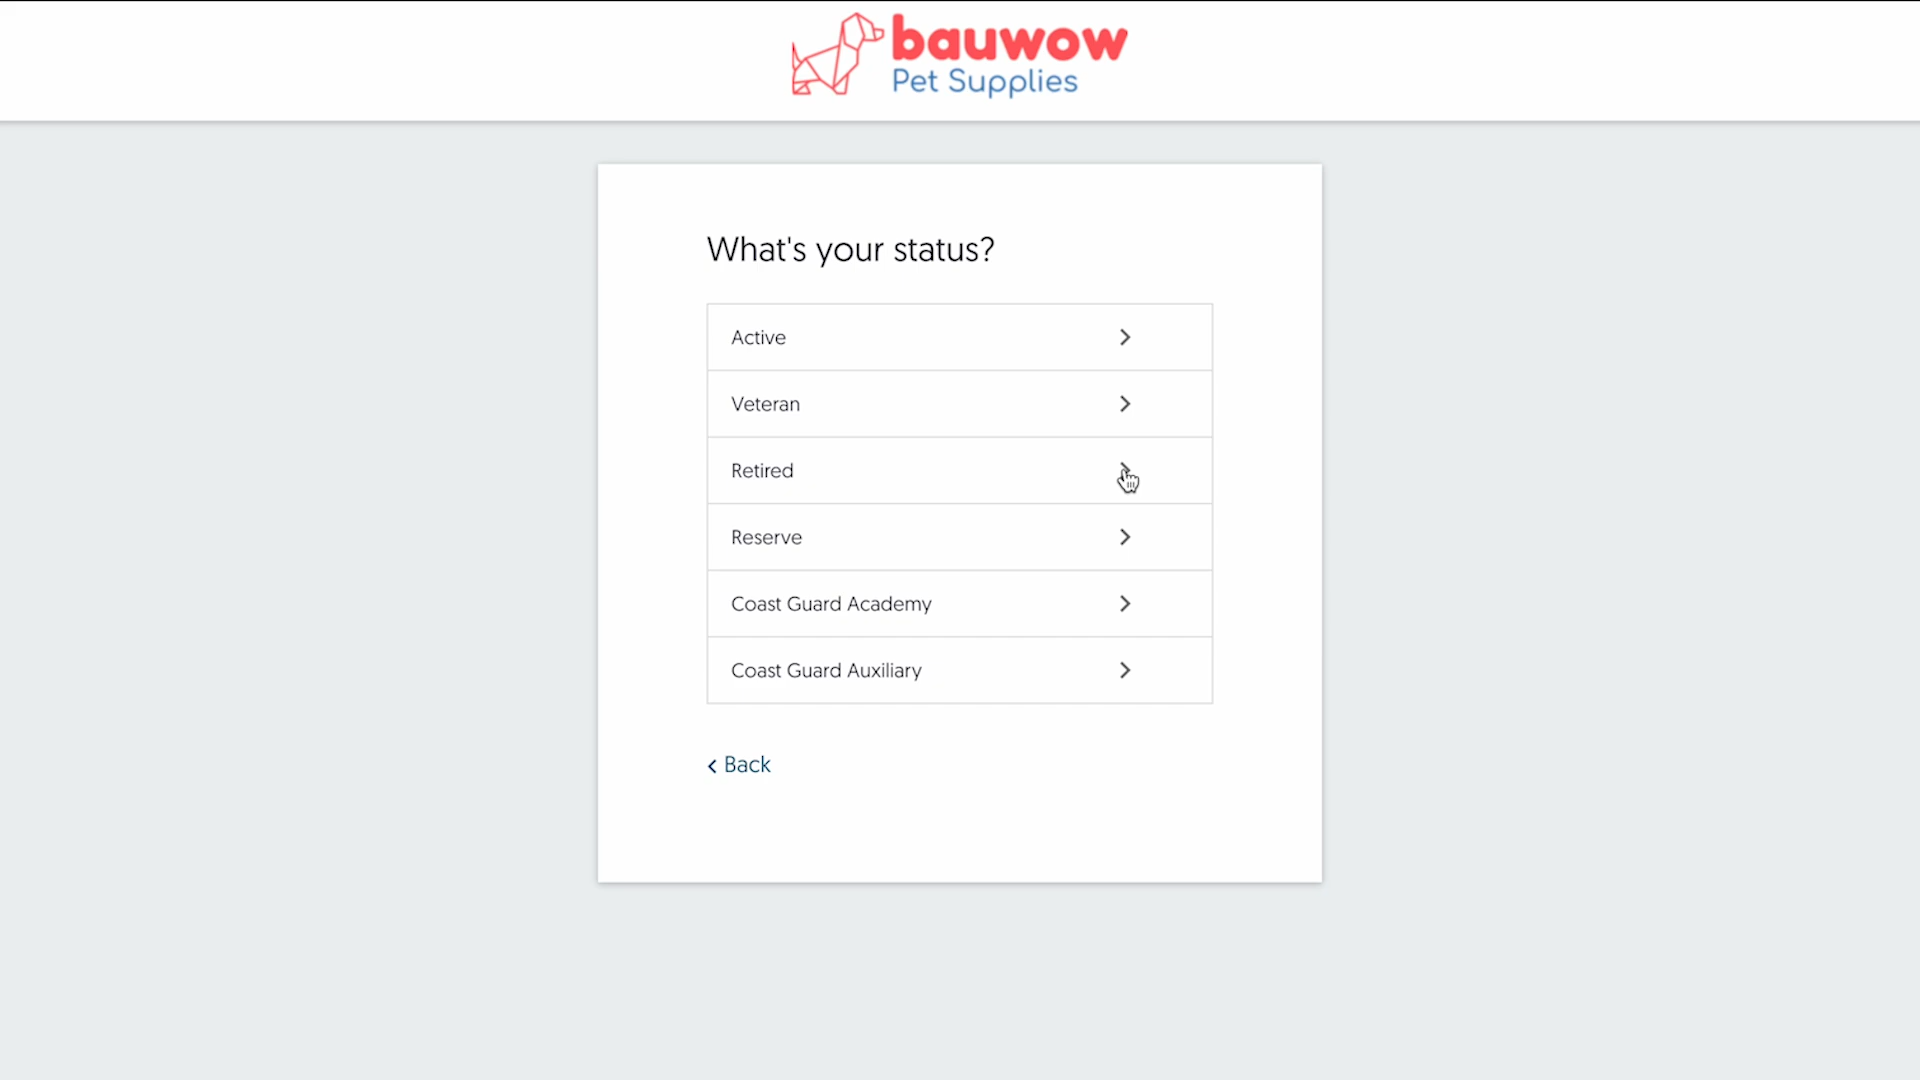 bauwow
Pet Supplies
What's your status?
Active
Veteran
Retired
Reserve
Coast Guard Academy
Coast Guard Auxiliary
Back